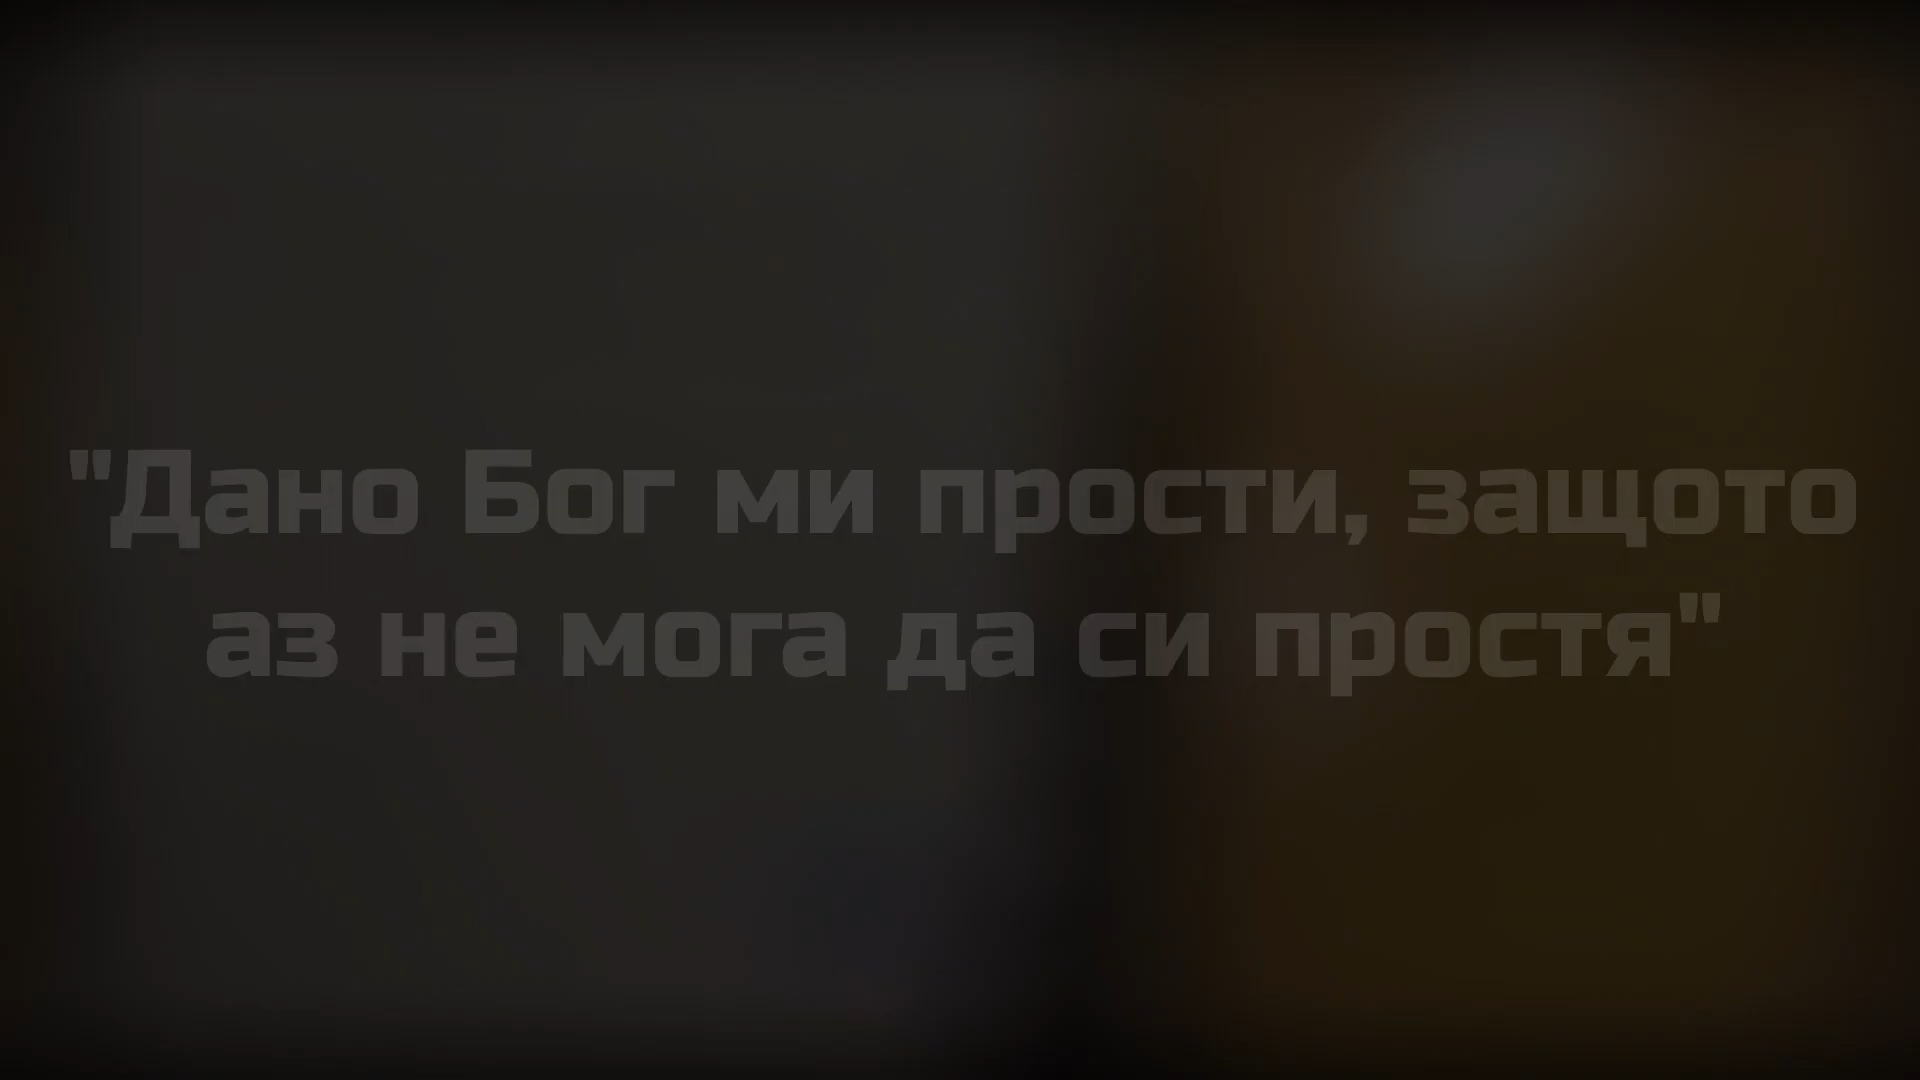 "Дано Бог ми прости, защото
аз не мога да си простя"